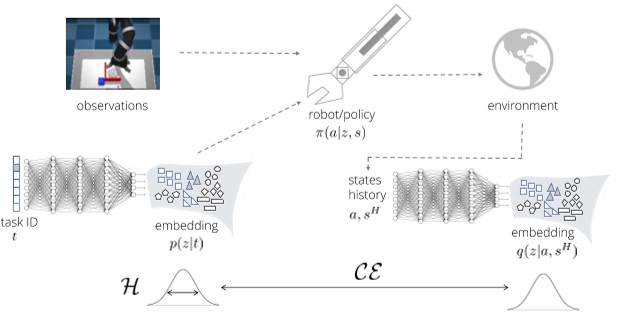 observations
robot/policy
π(a|z, s)
environment
task ID
t
embedding
p(z|t)
states
history
a, s^H
embedding
q(z|a, s^H)
H
CE